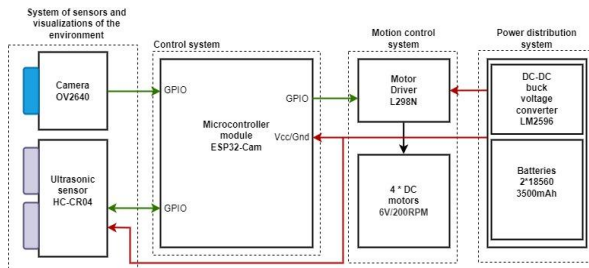 System of sensors and
visualizations of the
environment
Camera
OV2640
Ultrasonic
sensor
HC-CR04
Control system
GPIO
GPIO
Microcontroller
module
ESP32-Cam
GPIO
Vcc/Gnd
Motion control
system
Motor
Driver
L298N
4 * DC
motors
6V/200RPM
Power distribution
system
DC-DC
buck
voltage
converter
LM2596
Batteries
2*18560
3500mAh